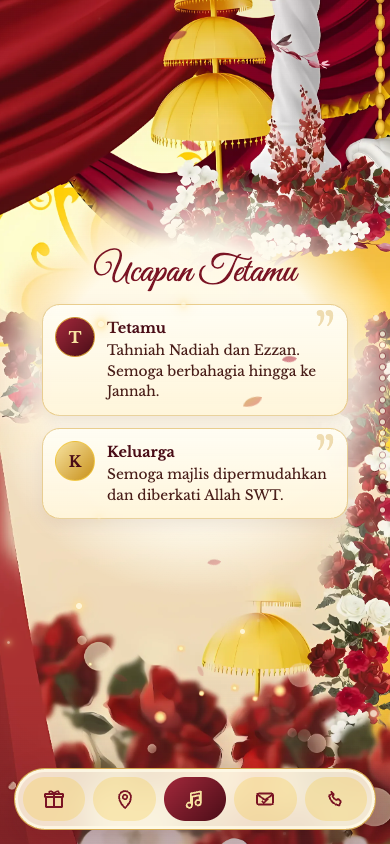 Ucapan Tetamu
T
Tetamu
”
Tahniah Nadiah dan Ezzan.
Semoga berbahagia hingga ke
Jannah.
K
Keluarga
”
Semoga majlis dipermudahkan
dan diberkati Allah SWT.